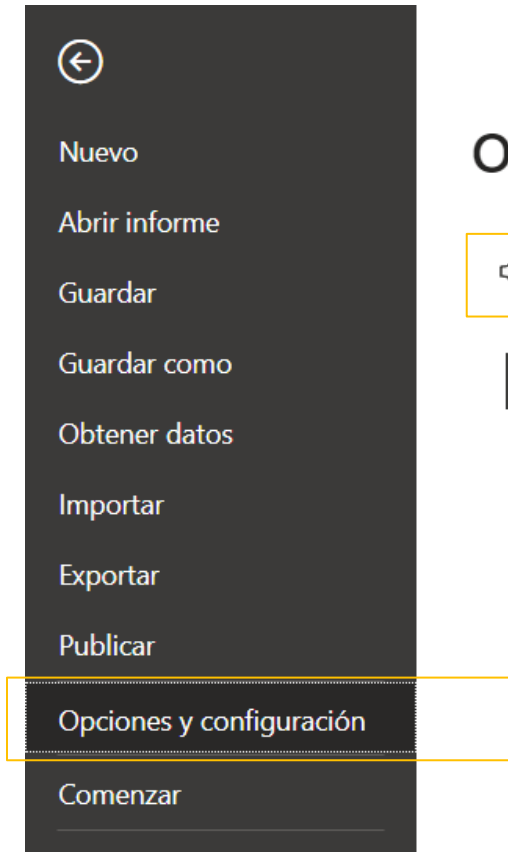 Nuevo
Abrir informe
Guardar
Guardar como
Obtener datos
Importar
Exportar
Publicar
Opciones y configuración
Comenzar